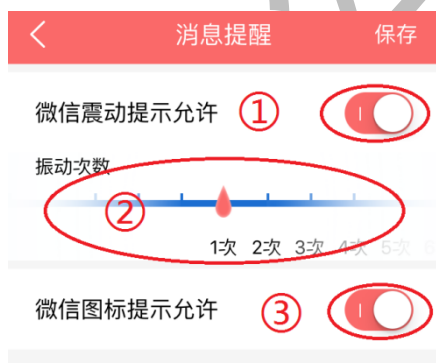 消息提醒 保存
微信震动提示允许 ①
振动次数
②
1次 2次 3次 4次 5次 6
微信图标提示允许 ③